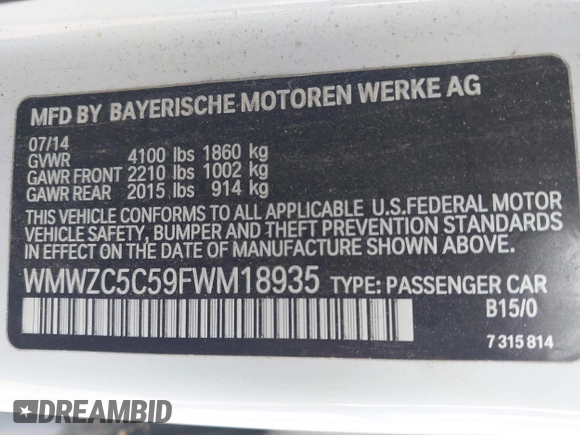 MFD BY BAYERISCHE MOTOREN WERKE AG
07/14
GVWR 4100 lbs 1860 kg
GAWR FRONT 2210 lbs 1002 kg
GAWR REAR 2015 lbs 914 kg
THIS VEHICLE CONFORMS TO ALL APPLICABLE U.S.FEDERAL MOTOR
VEHICLE SAFETY, BUMPER AND THEFT PREVENTION STANDARDS
IN EFFECT ON THE DATE OF MANUFACTURE SHOWN ABOVE.
WMWZC5C59FWM18935 TYPE: PASSENGER CAR
B15/0
7 315 814
DREAMBID